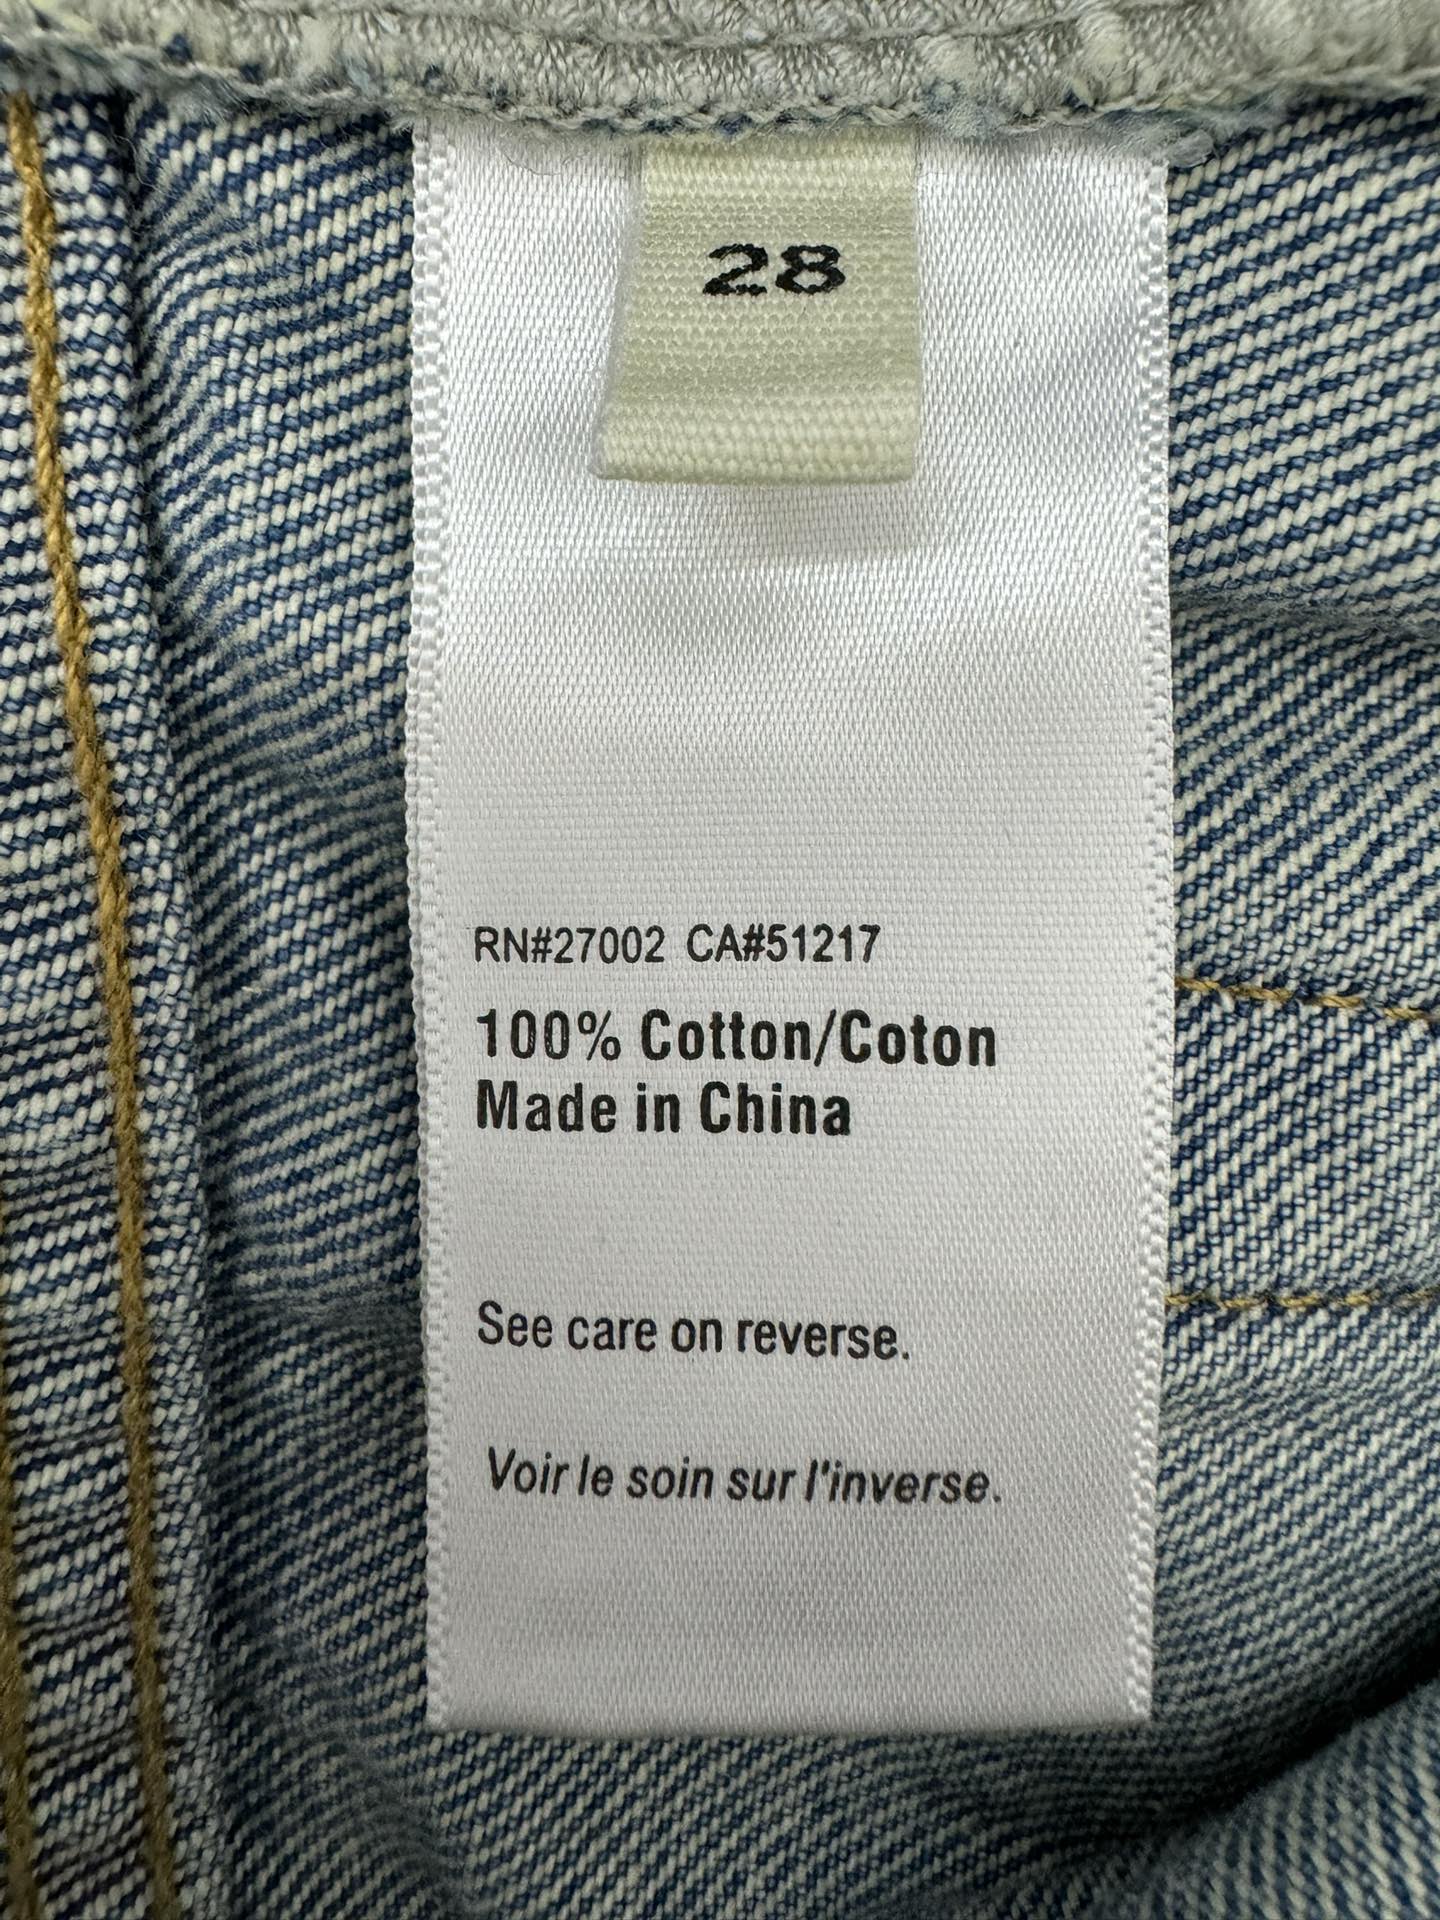 28
RN#27002 CA#51217
100% Cotton/Coton
Made in China
See care on reverse.
Voir le soin sur l'inverse.